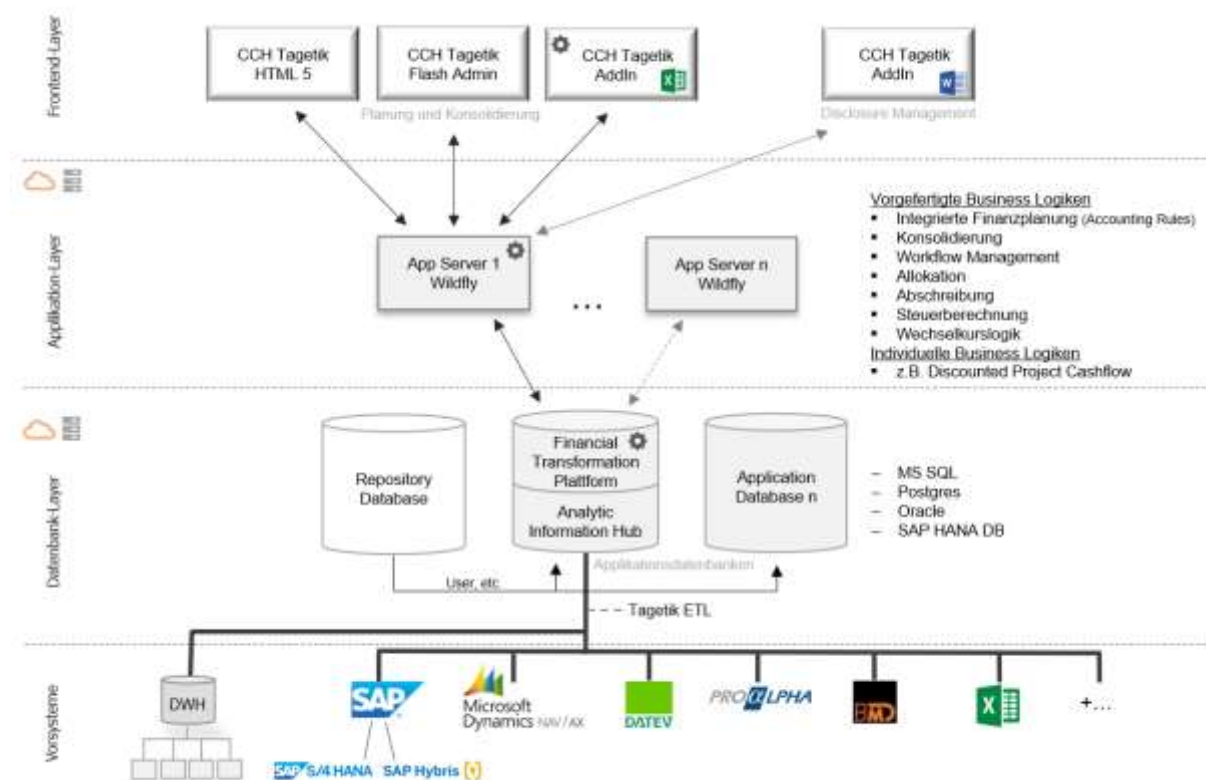 Frontend-Layer
CCH Tagetik
HTML 5
CCH Tagetik
Flash Admin
CCH Tagetik
AddIn
X
CCH Tagetik
AddIn
W
Planung und Konsolidierung
Disclosure Management
Applikation-Layer
App Server 1
Wildfly
...
App Server n
Wildfly
Vorgefertigte Business Logiken
▪ Integrierte Finanzplanung (Accounting Rules)
▪ Konsolidierung
▪ Workflow Management
▪ Allokation
▪ Abschreibung
▪ Steuerberechnung
▪ Wechselkurslogik
Individuelle Business Logiken
▪ z.B. Discounted Project Cashflow
Datenbank-Layer
Repository
Database
Financial
Transformation
Plattform
Analytic
Information Hub
Application
Database n
– MS SQL
– Postgres
– Oracle
– SAP HANA DB
Applikationsdatenbanken
User, etc
Tagetik ETL
Vorsysteme
DWH
SAP
SAP S/4 HANA
SAP Hybris
Microsoft
Dynamics NAV/AX
DATEV
PROαLPHA
BMD
X
+...